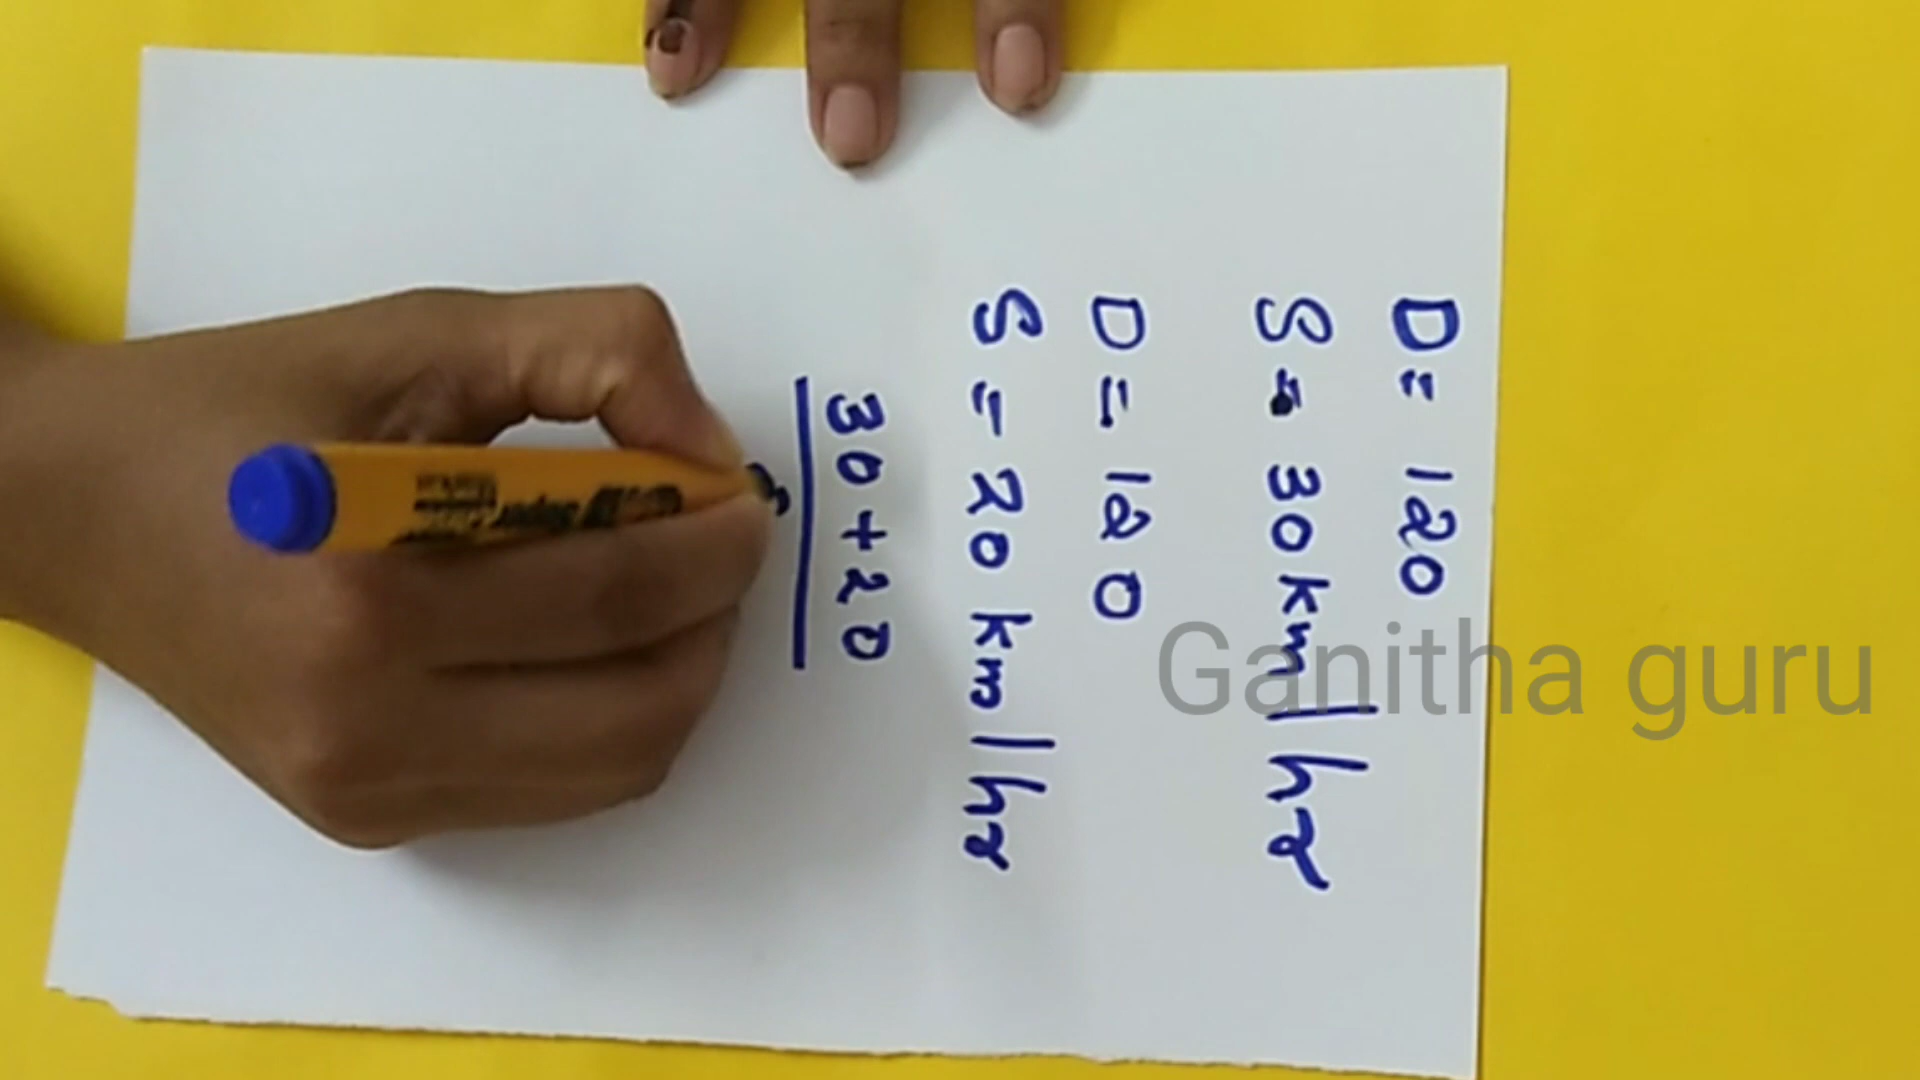 D= 120
S= 30 km/hr
D= 120
S= 20 km/hr
30+20
Ganitha guru